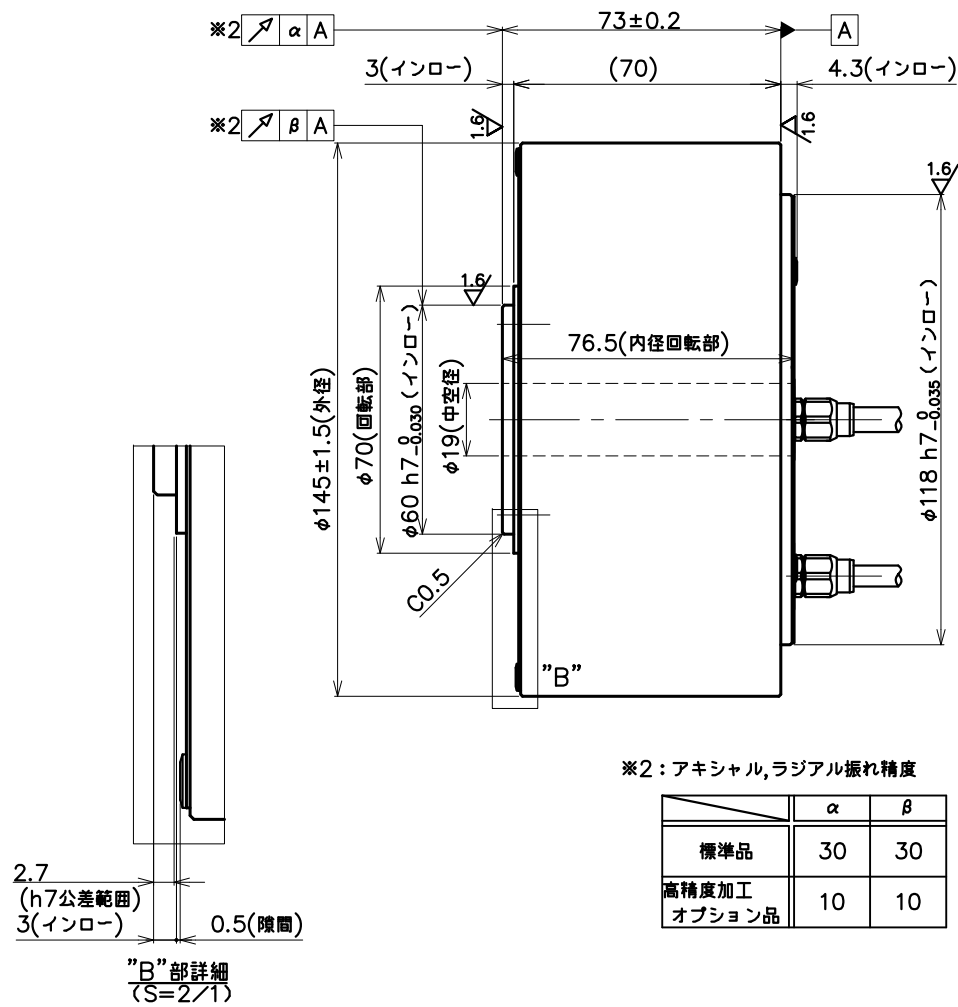 ※2 α A
73±0.2
A
3(インロー)
(70)
4.3(インロー)
※2 β A
1.6
1.6
1.6
1.6
76.5(内径回転部)
φ145±1.5(外径)
φ70(回転部)
φ60 h7 0 -0.030 (インロー)
φ19(中空径)
φ118 h7 0 -0.035 (インロー)
C0.5
"B"
※2：アキシャル,ラジアル振れ精度
α β
標準品 30 30
高精度加工
オプション品 10 10
2.7
(h7公差範囲)
3(インロー) 0.5(隙間)
"B"部詳細
(S=2/1)